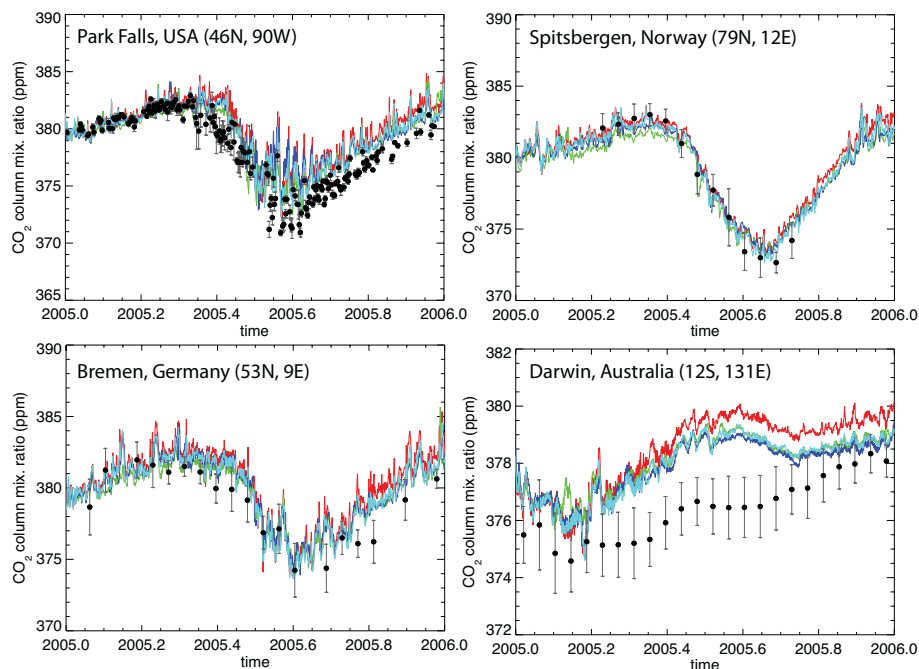 Park Falls, USA (46N, 90W)
CO2 column mix. ratio (ppm)
390
385
380
375
370
365
2005.0 2005.2 2005.4 2005.6 2005.8 2006.0
time
Spitsbergen, Norway (79N, 12E)
CO2 column mix. ratio (ppm)
390
385
380
375
370
2005.0 2005.2 2005.4 2005.6 2005.8 2006.0
time
Bremen, Germany (53N, 9E)
CO2 column mix. ratio (ppm)
390
385
380
375
370
2005.0 2005.2 2005.4 2005.6 2005.8 2006.0
time
Darwin, Australia (12S, 131E)
CO2 column mix. ratio (ppm)
382
380
378
376
374
372
2005.0 2005.2 2005.4 2005.6 2005.8 2006.0
time